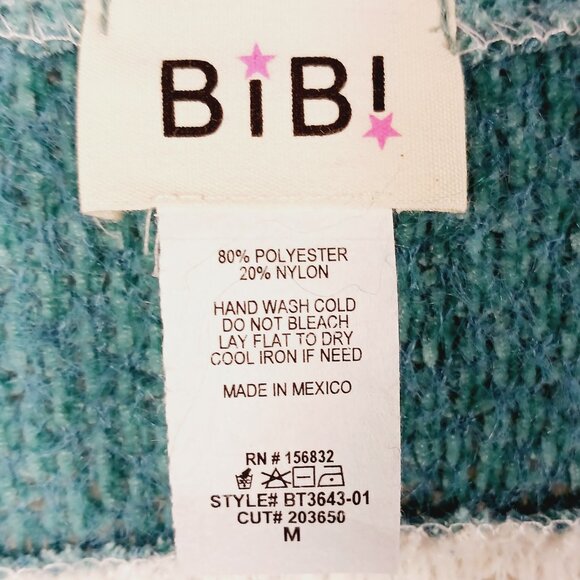 BiB!
80% POLYESTER
20% NYLON
HAND WASH COLD
DO NOT BLEACH
LAY FLAT TO DRY
COOL IRON IF NEED
MADE IN MEXICO
RN # 156832
STYLE# BT3643-01
CUT# 203650
M